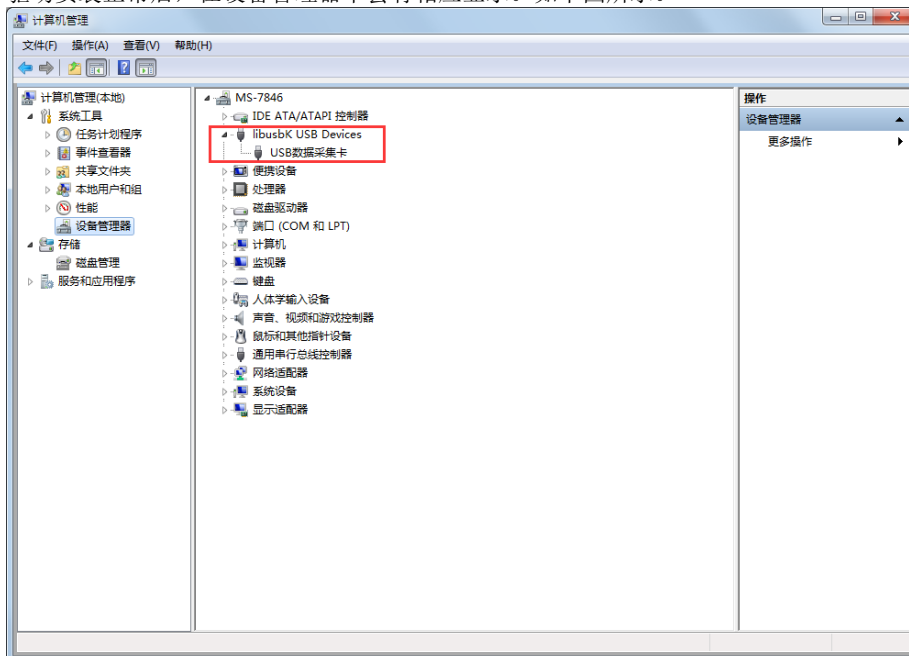 计算机管理
文件(F) 操作(A) 查看(V) 帮助(H)
计算机管理(本地)
系统工具
任务计划程序
事件查看器
共享文件夹
本地用户和组
性能
设备管理器
存储
磁盘管理
服务和应用程序
MS-7846
IDE ATA/ATAPI 控制器
libusbK USB Devices
USB数据采集卡
便携设备
处理器
磁盘驱动器
端口 (COM 和 LPT)
计算机
监视器
键盘
人体学输入设备
声音、视频和游戏控制器
鼠标和其他指针设备
通用串行总线控制器
网络适配器
系统设备
显示适配器
操作
设备管理器
更多操作